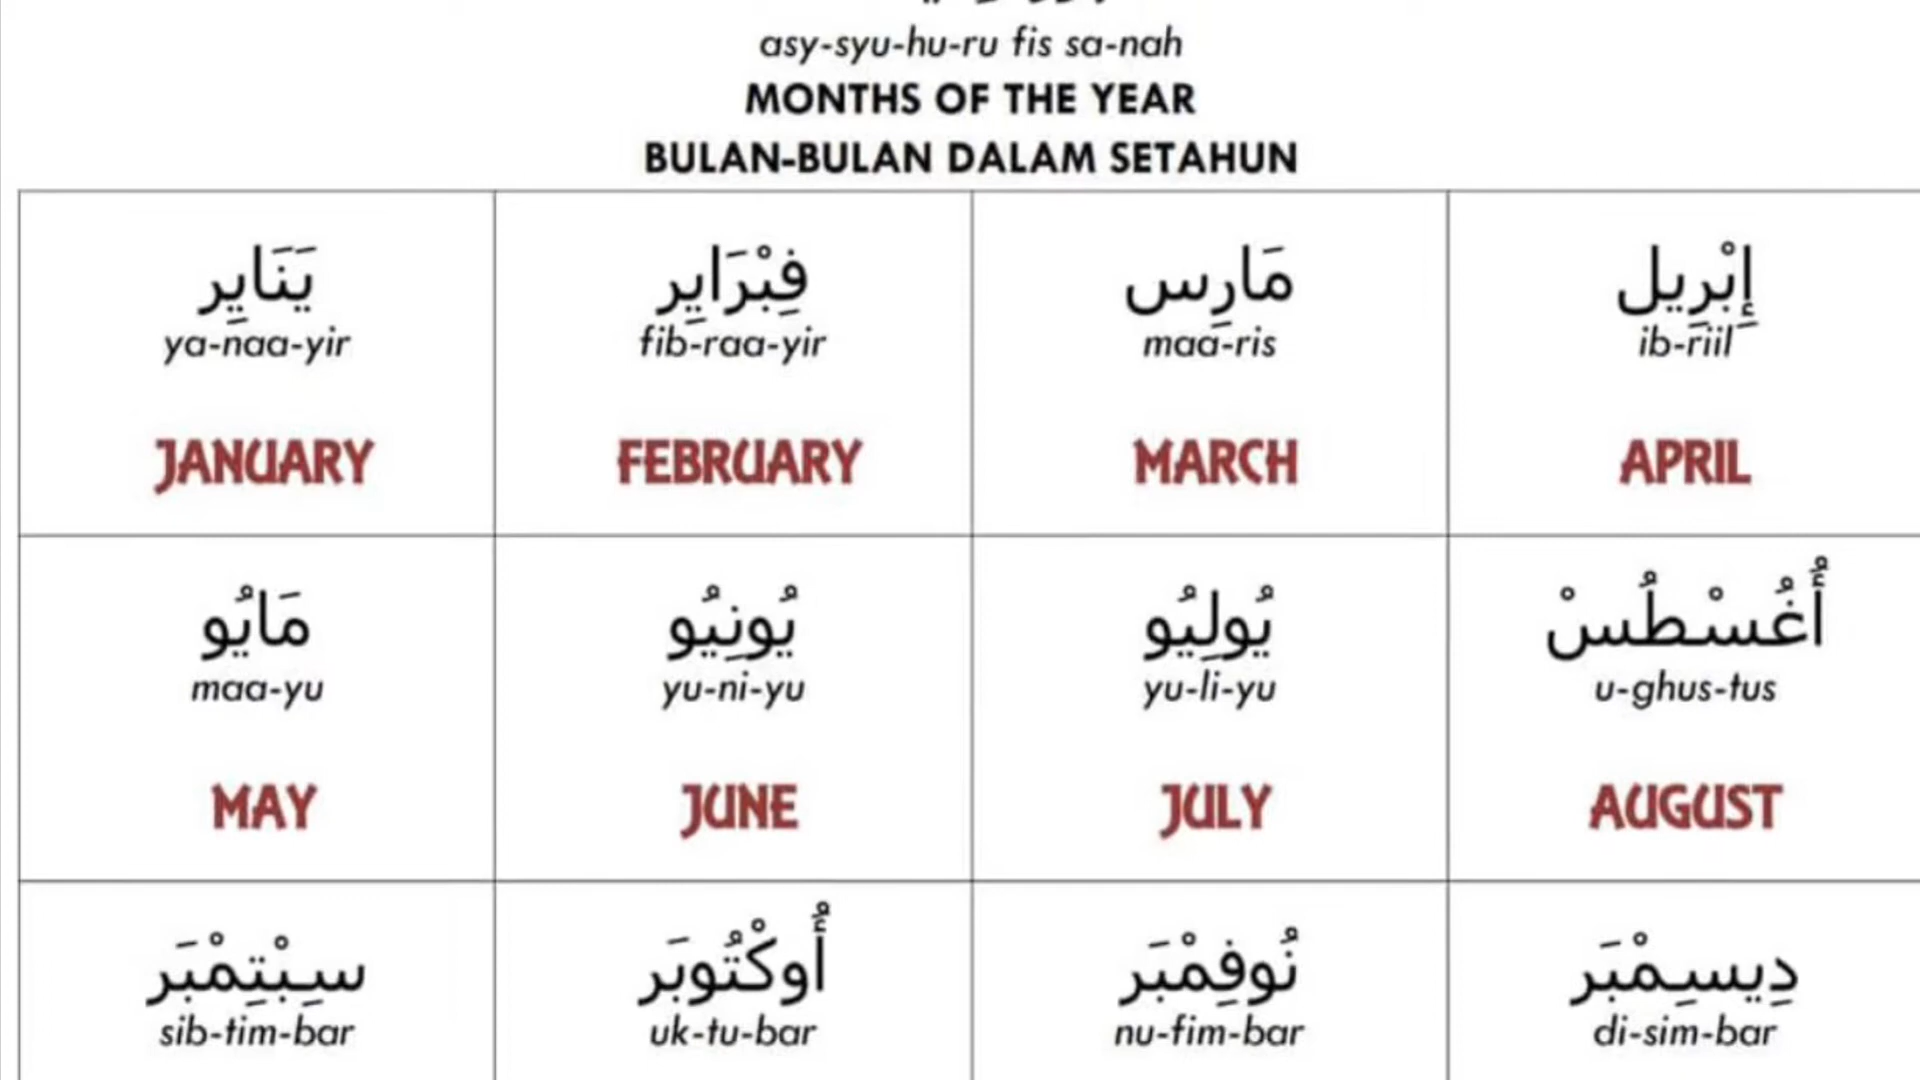 asy-syu-hu-ru fis sa-nah
MONTHS OF THE YEAR
BULAN-BULAN DALAM SETAHUN
يَنَايِر
ya-naa-yir
JANUARY
فِبْرَايِر
fib-raa-yir
FEBRUARY
مَارِس
maa-ris
MARCH
إِبْرِيل
ib-riil
APRIL
مَايُو
maa-yu
MAY
يُونِيُو
yu-ni-yu
JUNE
يُولِيُو
yu-li-yu
JULY
أُغُسْطُسْ
u-ghus-tus
AUGUST
سِبْتِمْبَر
sib-tim-bar
أُوكْتُوبَر
uk-tu-bar
نُوفِمْبَر
nu-fim-bar
دِيسِمْبَر
di-sim-bar